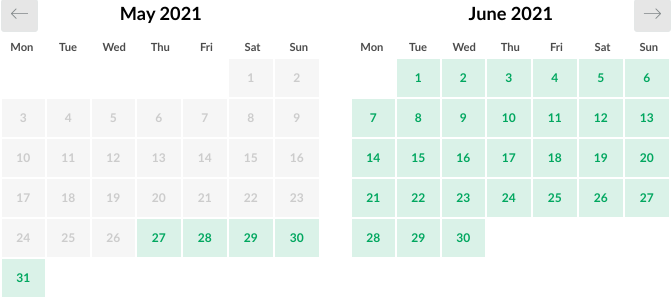 May 2021
Mon Tue Wed Thu Fri Sat Sun
1 2
3 4 5 6 7 8 9
10 11 12 13 14 15 16
17 18 19 20 21 22 23
24 25 26 27 28 29 30
31
June 2021
Mon Tue Wed Thu Fri Sat Sun
1 2 3 4 5 6
7 8 9 10 11 12 13
14 15 16 17 18 19 20
21 22 23 24 25 26 27
28 29 30